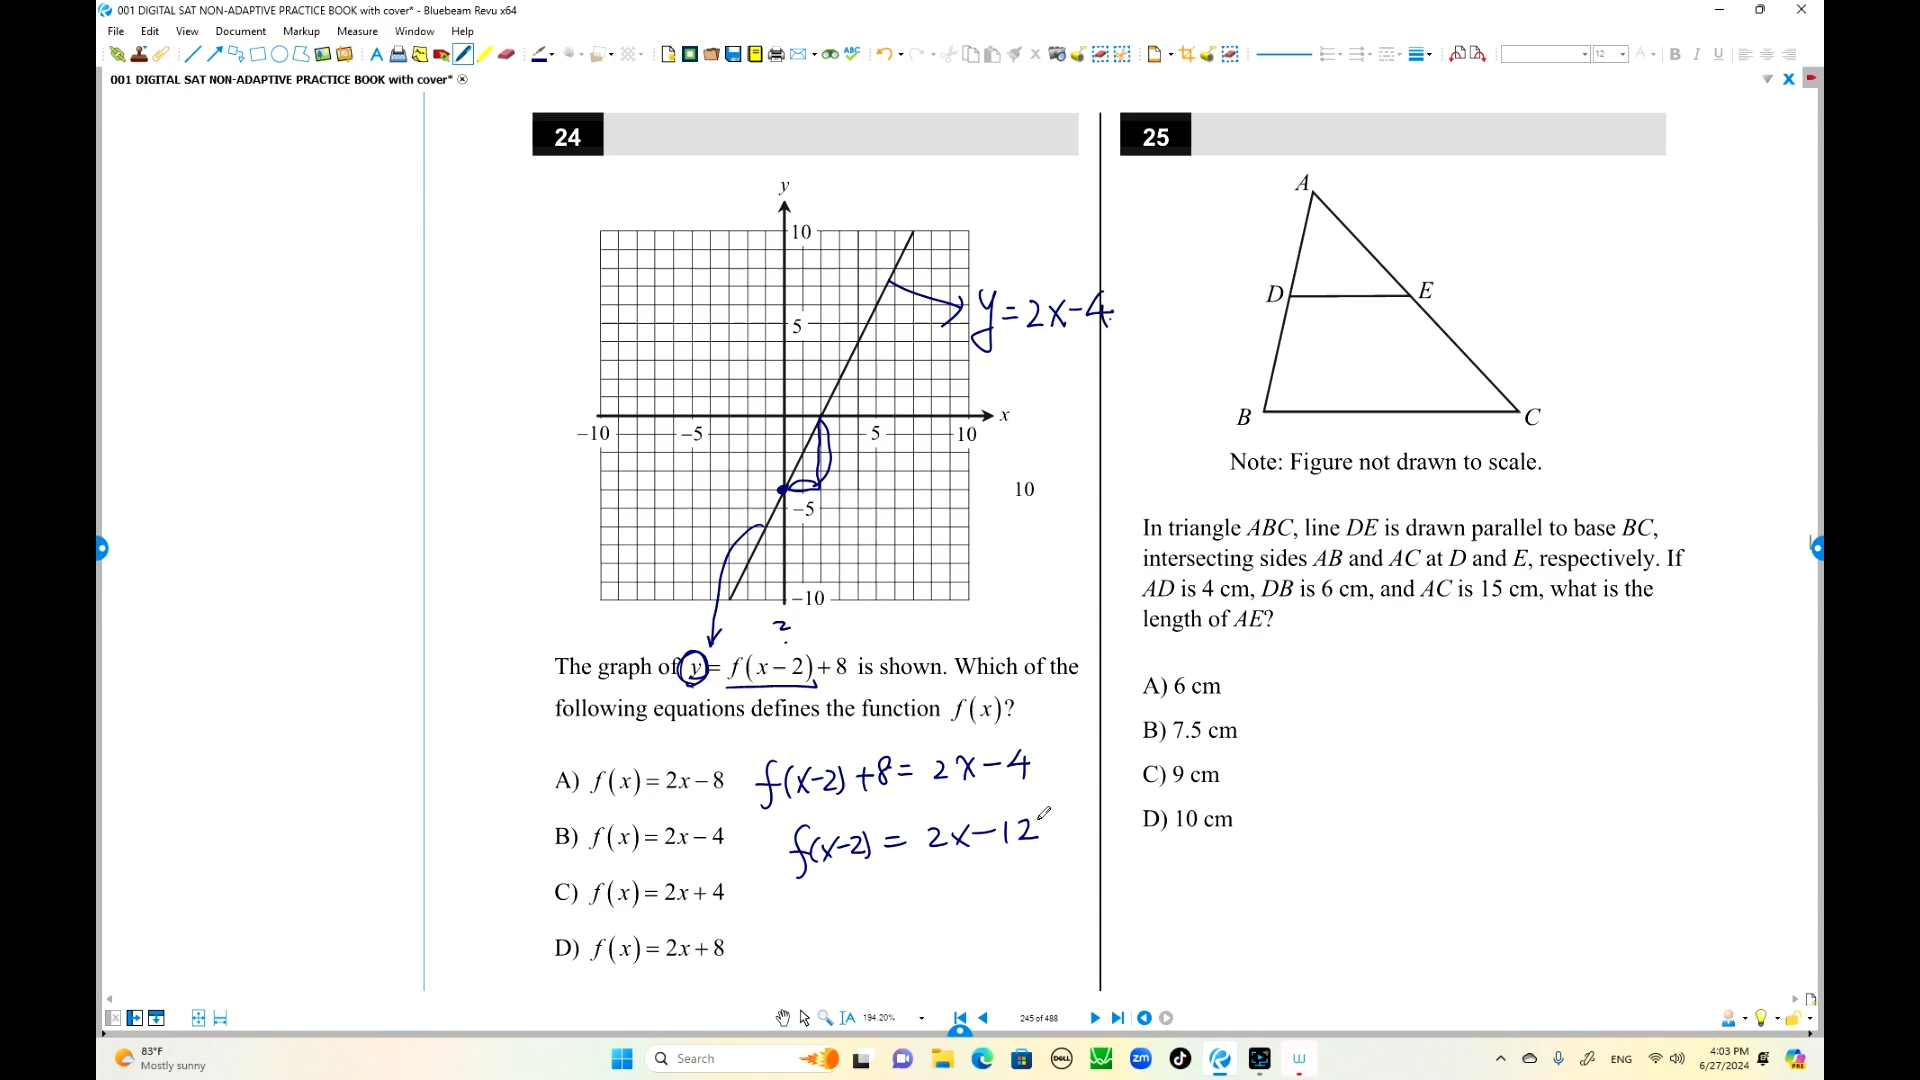 001 DIGITAL SAT NON-ADAPTIVE PRACTICE BOOK with cover* - Bluebeam Revu x64
File Edit View Document Markup Measure Window Help
12
001 DIGITAL SAT NON-ADAPTIVE PRACTICE BOOK with cover*
24
y
10
5
x
−10 −5 5 10
−5
−10
10
y = 2x−4
?
The graph of y = f(x − 2) + 8 is shown. Which of the
following equations defines the function f(x)?
A) f(x) = 2x − 8
B) f(x) = 2x − 4
C) f(x) = 2x + 4
D) f(x) = 2x + 8
f(x−2) +8 = 2x−4
f(x−2) = 2x−12
25
A
D E
B C
Note: Figure not drawn to scale.
In triangle ABC, line DE is drawn parallel to base BC,
intersecting sides AB and AC at D and E, respectively. If
AD is 4 cm, DB is 6 cm, and AC is 15 cm, what is the
length of AE?
A) 6 cm
B) 7.5 cm
C) 9 cm
D) 10 cm
194.20%
245 of 488
83°F
Mostly sunny
Search
DELL
zm
ENG
4:03 PM
6/27/2024
PRE